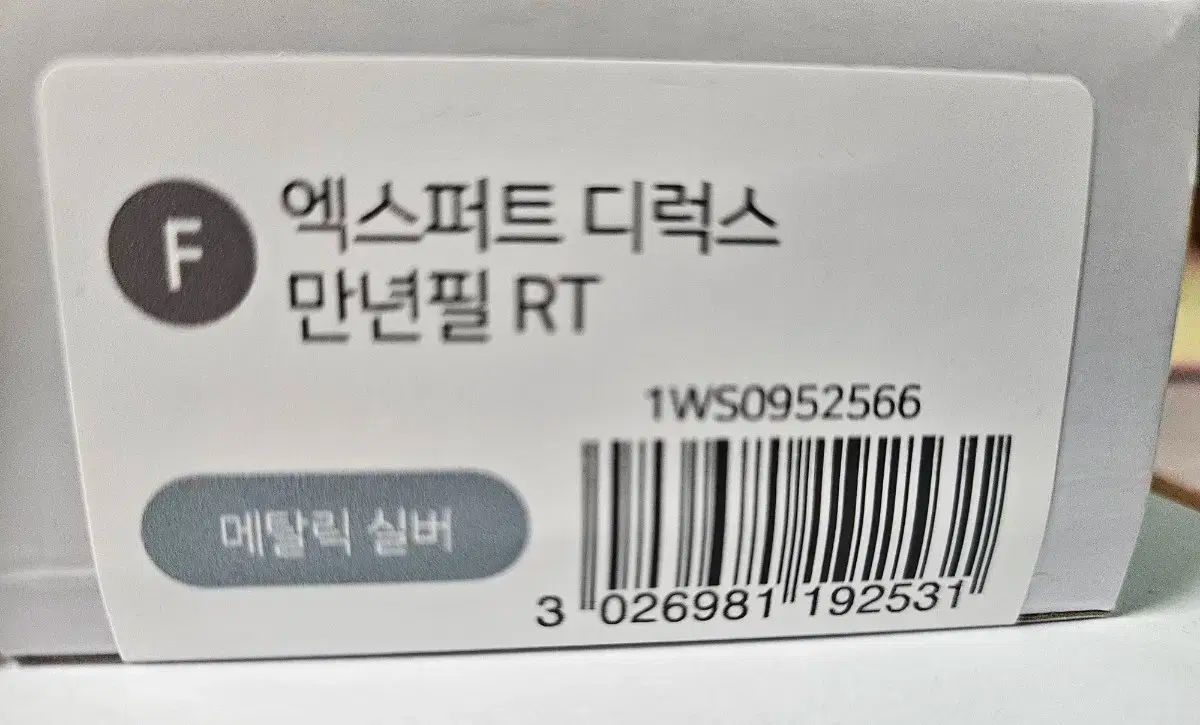 F
엑스퍼트 디럭스
만년필 RT
1WS0952566
메탈릭 실버
3 026981 192531